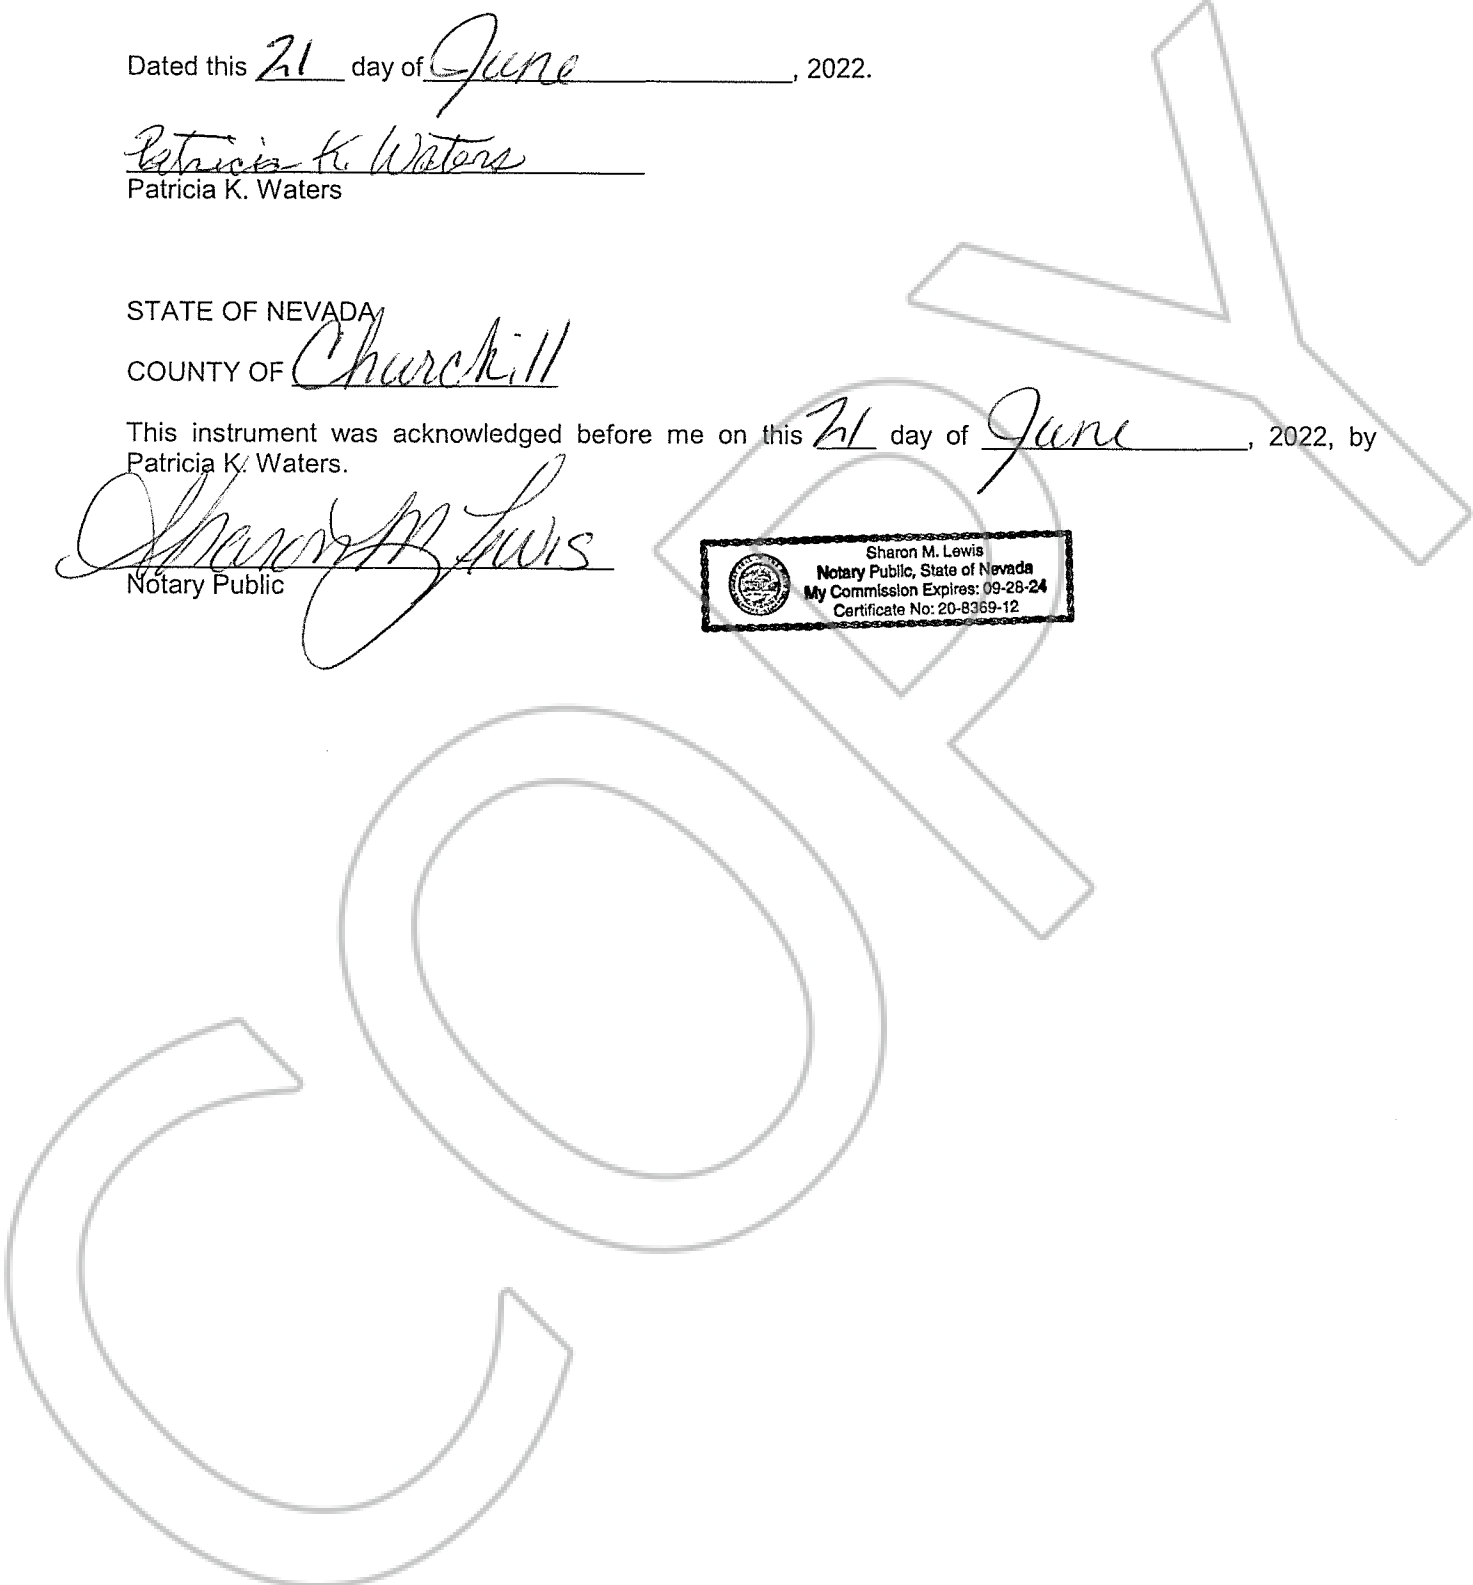 Dated this 21 day of June, 2022.
Patricia K. Waters
Patricia K. Waters
STATE OF NEVADA
COUNTY OF Churchill
This instrument was acknowledged before me on this 21 day of June, 2022, by
Patricia K. Waters.
Sharon M Lewis
Notary Public
Sharon M. Lewis
Notary Public, State of Nevada
My Commission Expires: 09-28-24
Certificate No: 20-8369-12
COPY